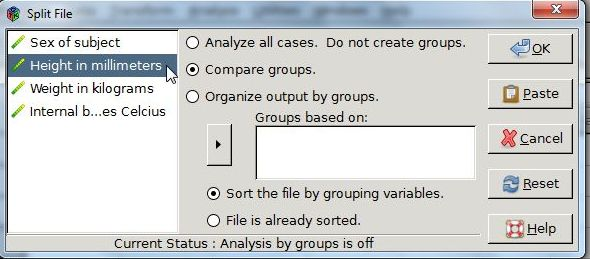 Split File
Sex of subject
Height in millimeters
Weight in kilograms
Internal b...es Celcius
Analyze all cases. Do not create groups.
Compare groups.
Organize output by groups.
Groups based on:
Sort the file by grouping variables.
File is already sorted.
OK
Paste
Cancel
Reset
Help
Current Status : Analysis by groups is off